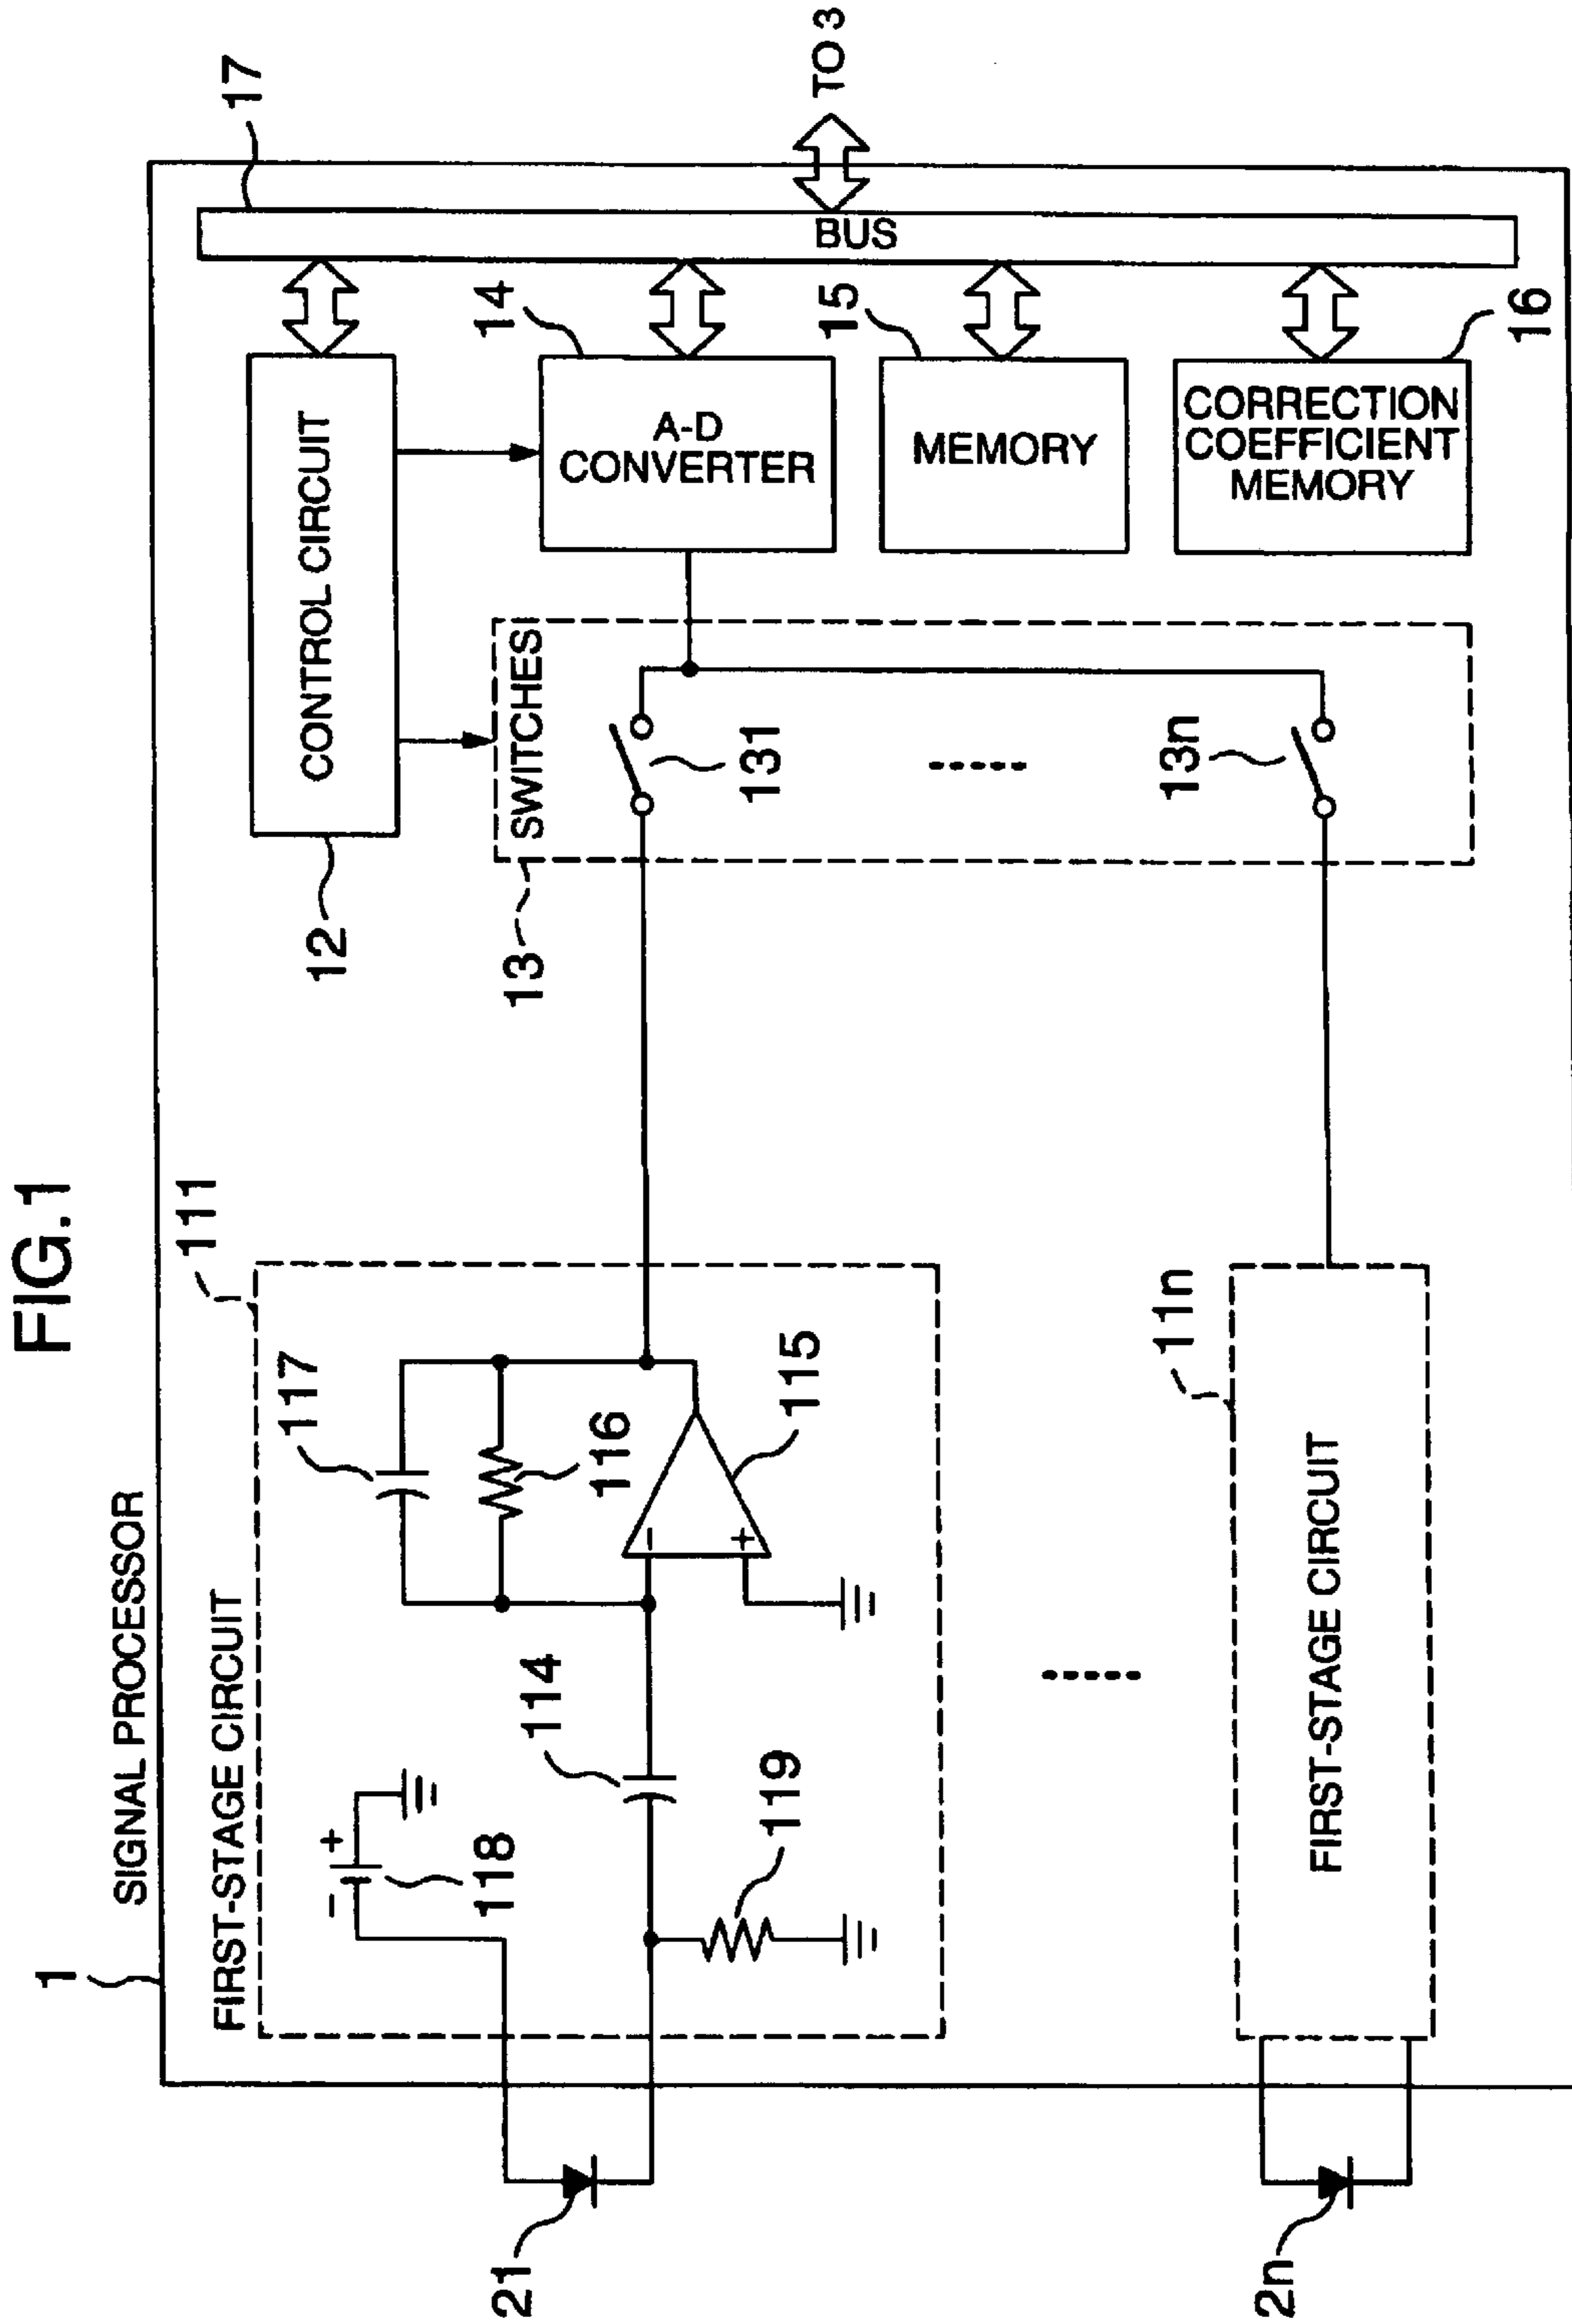 FIG.1
SIGNAL PROCESSOR
1
FIRST-STAGE CIRCUIT
111
117
116
115
114
118
119
- +
-
+
21
FIRST-STAGE CIRCUIT
11n
2n
CONTROL CIRCUIT
12
SWITCHES
13
131
13n
A-D
CONVERTER
14
MEMORY
15
CORRECTION
COEFFICIENT
MEMORY
16
BUS
17
TO 3